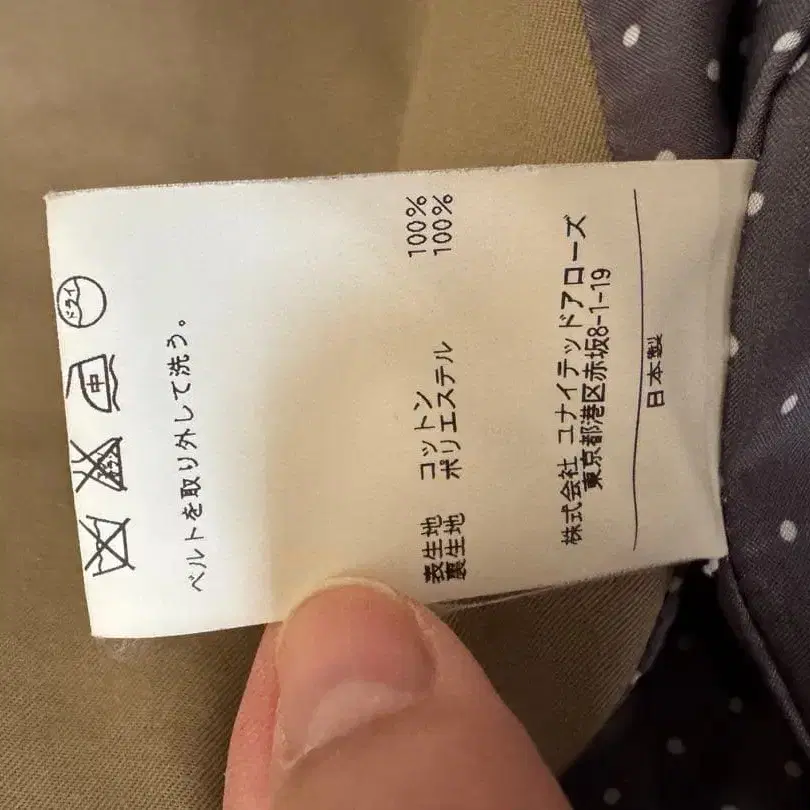 中
ドライ
ベルトを取り外して洗う。
表生地 コットン 100%
裏生地 ポリエステル 100%
株式会社 ユナイテッドアローズ
東京都港区赤坂8-1-19
日本製